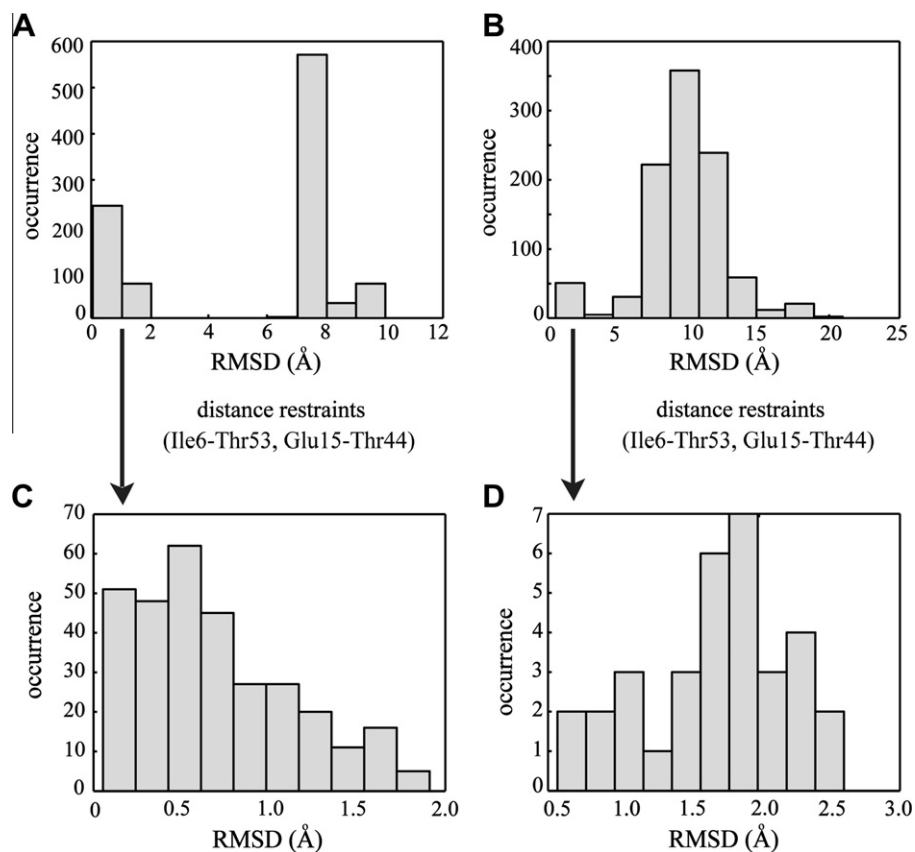 A
600
500
400
300
200
100
0
occurrence
0 2 4 6 8 10 12
RMSD (Å)
B
400
300
200
100
0
occurrence
0 5 10 15 20 25
RMSD (Å)
distance restraints
(Ile6-Thr53, Glu15-Thr44)
distance restraints
(Ile6-Thr53, Glu15-Thr44)
C
70
60
50
40
30
20
10
0
occurrence
0 0.5 1.0 1.5 2.0
RMSD (Å)
D
7
6
5
4
3
2
1
0
occurrence
0.5 1.0 1.5 2.0 2.5 3.0
RMSD (Å)